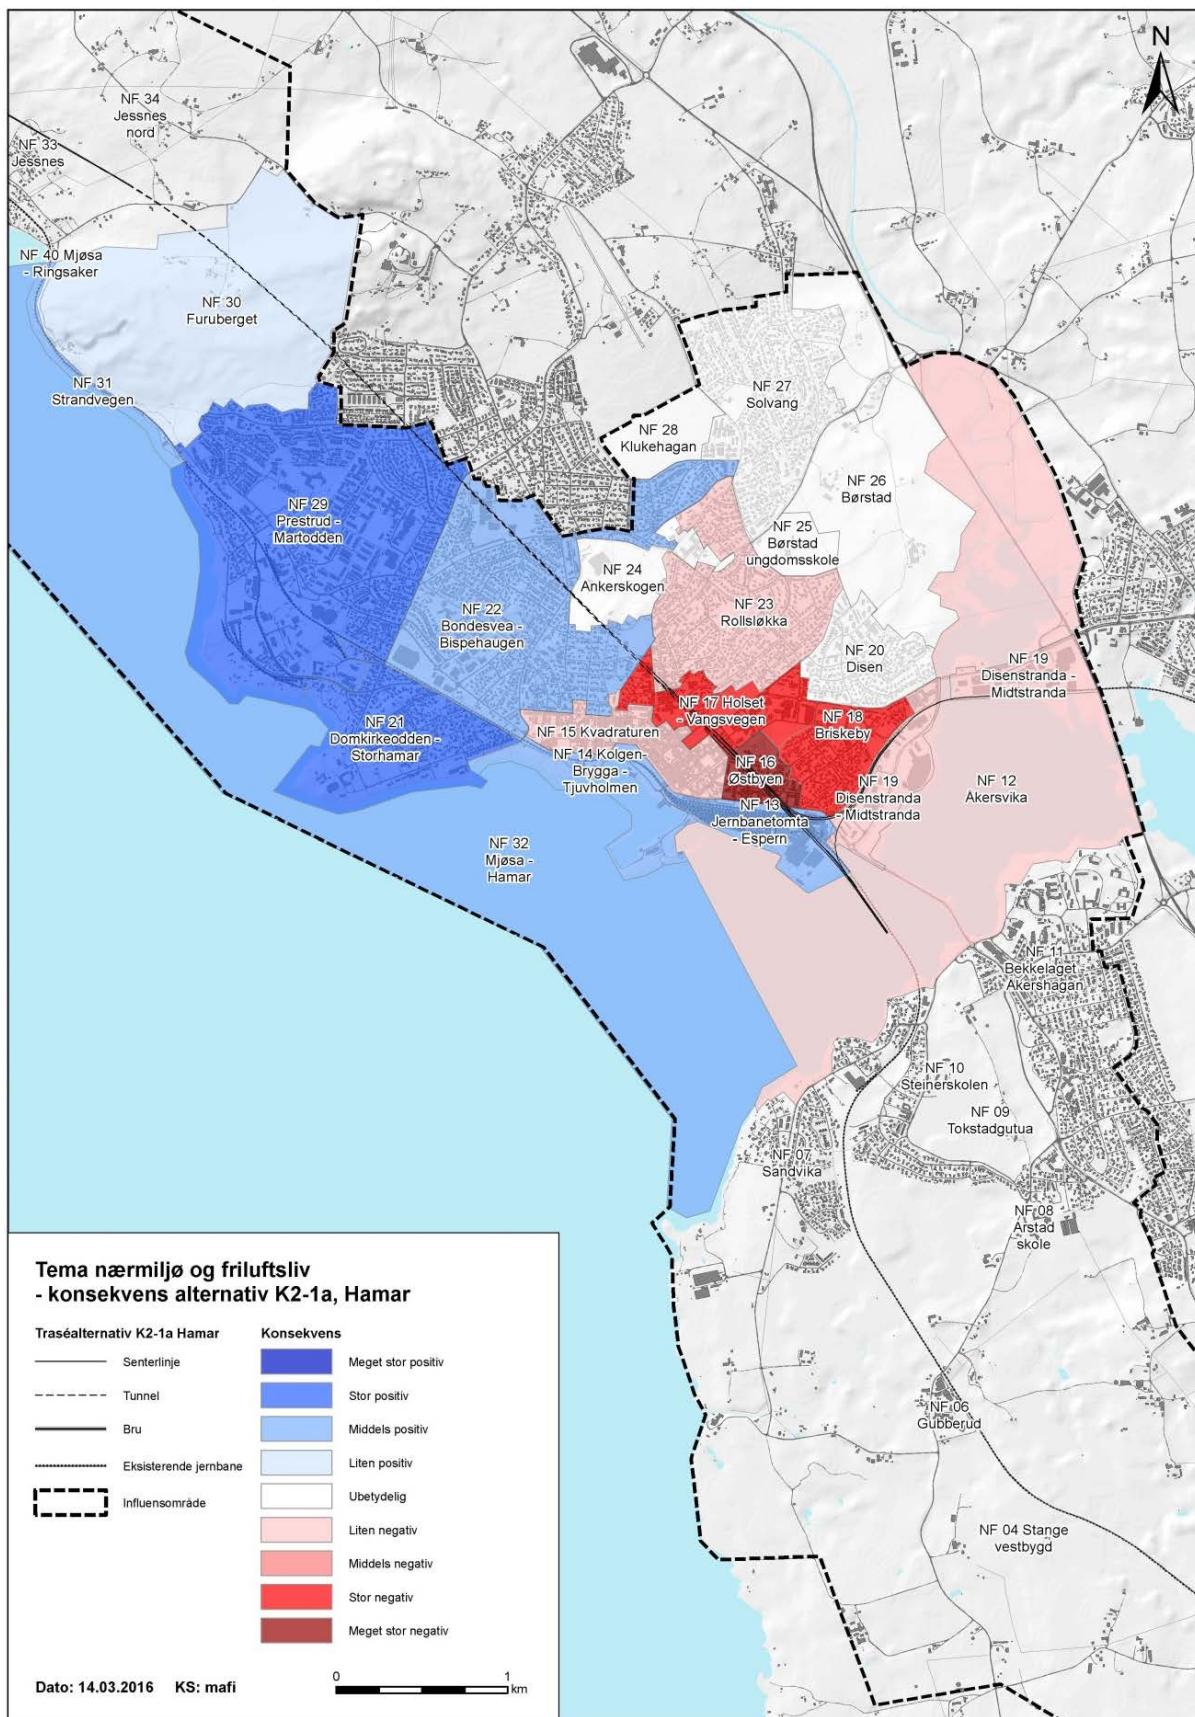 N
NF 34
Jessnes
nord
NF 33
Jessnes
NF 40 Mjøsa
- Ringsaker
NF 30
Furuberget
NF 31
Strandvegen
NF 27
Solvang
NF 28
Klukehagan
NF 26
Børstad
NF 29
Prestrud -
Martodden
NF 25
Børstad
ungdomsskole
NF 24
Ankerskogen
NF 22
Bondesvea -
Bispehaugen
NF 23
Rollsløkka
NF 20
Disen
NF 19
Disenstranda -
Midtstranda
NF 17 Holset
- Vangsvegen
NF 18
Briskeby
NF 21
Domkirkeodden -
Storhamar
NF 15 Kvadraturen
NF 14 Kolgen-
Brygga -
Tjuvholmen
NF 16
Østbyen
NF 19
Disenstranda
- Midtstranda
NF 12
Åkersvika
NF 13
Jernbanetomta
- Espern
NF 32
Mjøsa -
Hamar
NF 11
Bekkelaget -
Åkershagan
NF 10
Steinerskolen
NF 09
Tokstadgutua
NF 07
Sandvika
NF 08
Arstad
skole
NF 06
Gubberud
NF 04 Stange
vestbygd
Tema nærmiljø og friluftsliv
- konsekvens alternativ K2-1a, Hamar
Traséalternativ K2-1a Hamar
Senterlinje
Tunnel
Bru
Eksisterende jernbane
Influensområde
Konsekvens
Meget stor positiv
Stor positiv
Middels positiv
Liten positiv
Ubetydelig
Liten negativ
Middels negativ
Stor negativ
Meget stor negativ
Dato: 14.03.2016 KS: mafi
0 1
km